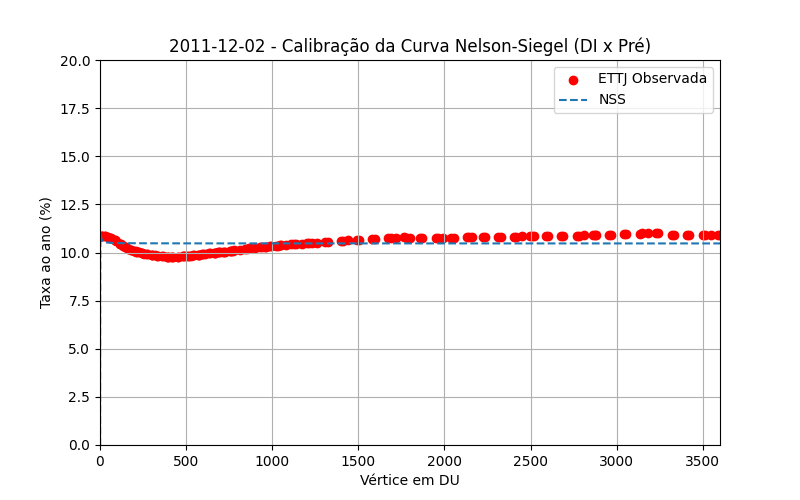 2011-12-02 - Calibração da Curva Nelson-Siegel (DI x Pré)
ETTJ Observada
NSS
Taxa ao ano (%)
20.0
17.5
15.0
12.5
10.0
7.5
5.0
2.5
0.0
0 500 1000 1500 2000 2500 3000 3500
Vértice em DU